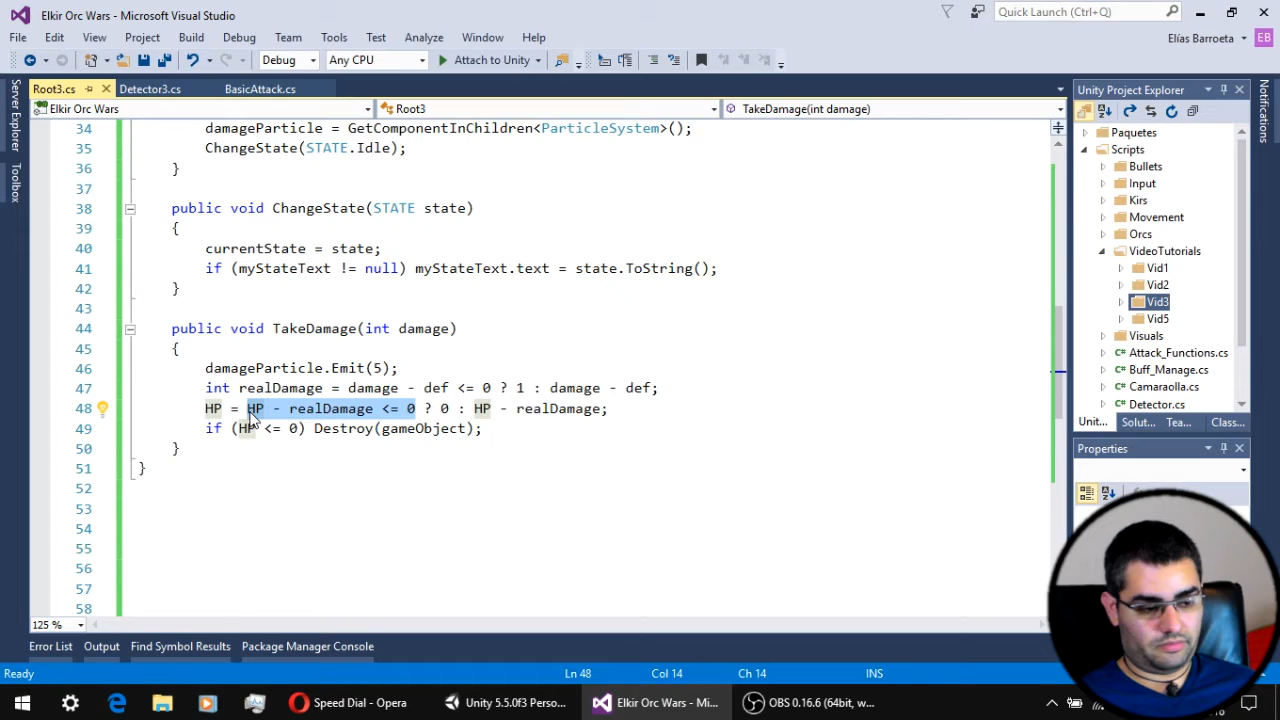 Elkir Orc Wars - Microsoft Visual Studio
Quick Launch (Ctrl+Q)
File Edit View Project Build Debug Team Tools Test Analyze Window Help
Elías Barroeta EB
Debug Any CPU Attach to Unity
Server Explorer
Toolbox
Notifications
Root3.cs Detector3.cs BasicAttack.cs
Elkir Orc Wars Root3 TakeDamage(int damage)
34 damageParticle = GetComponentInChildren<ParticleSystem>();
35 ChangeState(STATE.Idle);
36 }
37
38 public void ChangeState(STATE state)
39 {
40 currentState = state;
41 if (myStateText != null) myStateText.text = state.ToString();
42 }
43
44 public void TakeDamage(int damage)
45 {
46 damageParticle.Emit(5);
47 int realDamage = damage - def <= 0 ? 1 : damage - def;
48 HP = HP - realDamage <= 0 ? 0 : HP - realDamage;
49 if (HP <= 0) Destroy(gameObject);
50 }
51 }
52
53
54
55
56
57
58
125 %
Unity Project Explorer
Paquetes
Scripts
Bullets
Input
Kirs
Movement
Orcs
VideoTutorials
Vid1
Vid2
Vid3
Vid5
Visuals
Attack_Functions.cs
Buff_Manage.cs
Camaraolla.cs
Detector.cs
Unit... Solut... Tea... Class...
Properties
Error List Output Find Symbol Results Package Manager Console
Ready Ln 48 Col 14 Ch 14 INS
Speed Dial - Opera Unity 5.5.0f3 Perso... Elkir Orc Wars - Mi... OBS 0.16.6 (64bit, w...